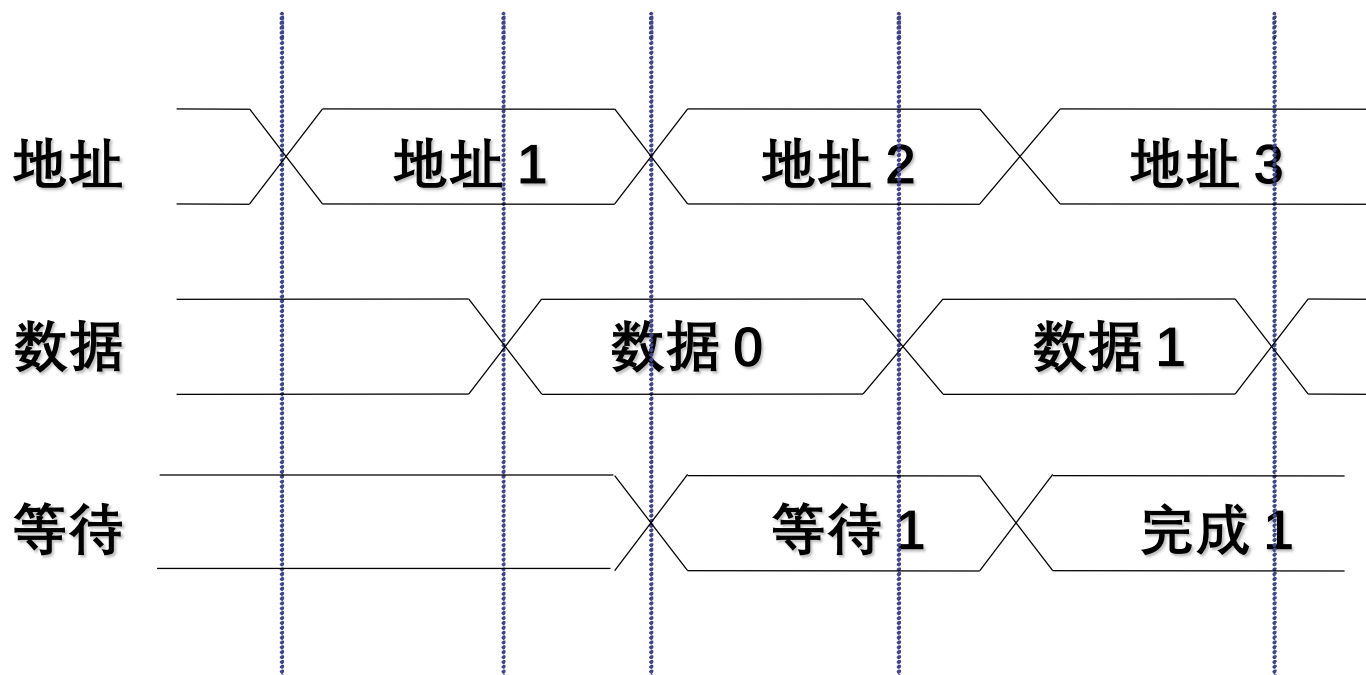 地址 地址 1 地址 2 地址 3
数据 数据 0 数据 1
等待 等待 1 完成 1